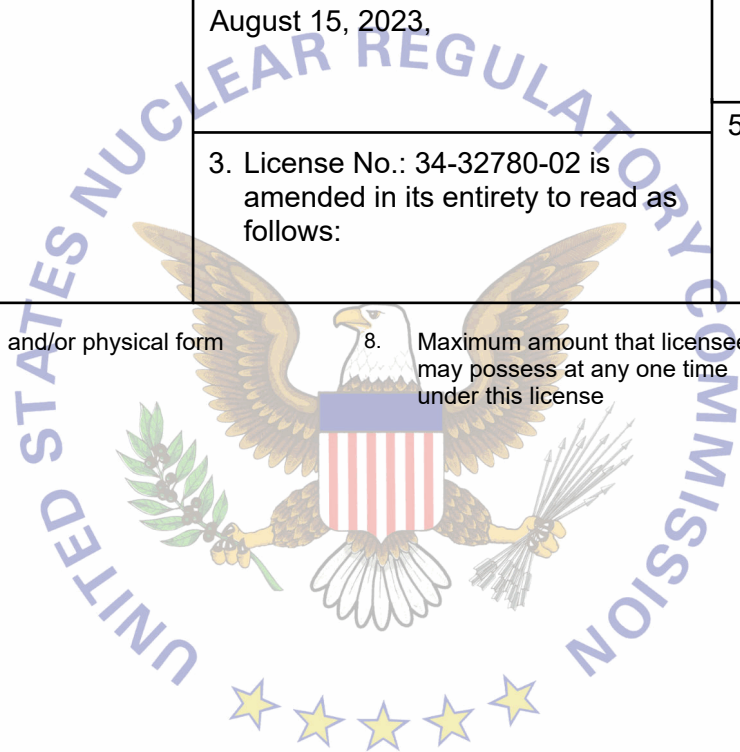 August 15, 2023,
3. License No.: 34-32780-02 is
amended in its entirety to read as
follows:
5
and/or physical form
8. Maximum amount that licensee
may possess at any one time
under this license
UNITED STATES NUCLEAR REGULATORY COMMISSION